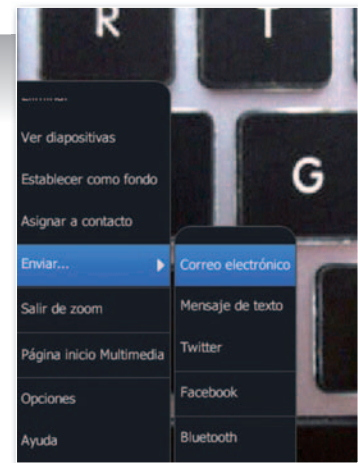 R
T
G
Ver diapositivas
Establecer como fondo
Asignar a contacto
Enviar...
Salir de zoom
Página inicio Multimedia
Opciones
Ayuda
Correo electrónico
Mensaje de texto
Twitter
Facebook
Bluetooth